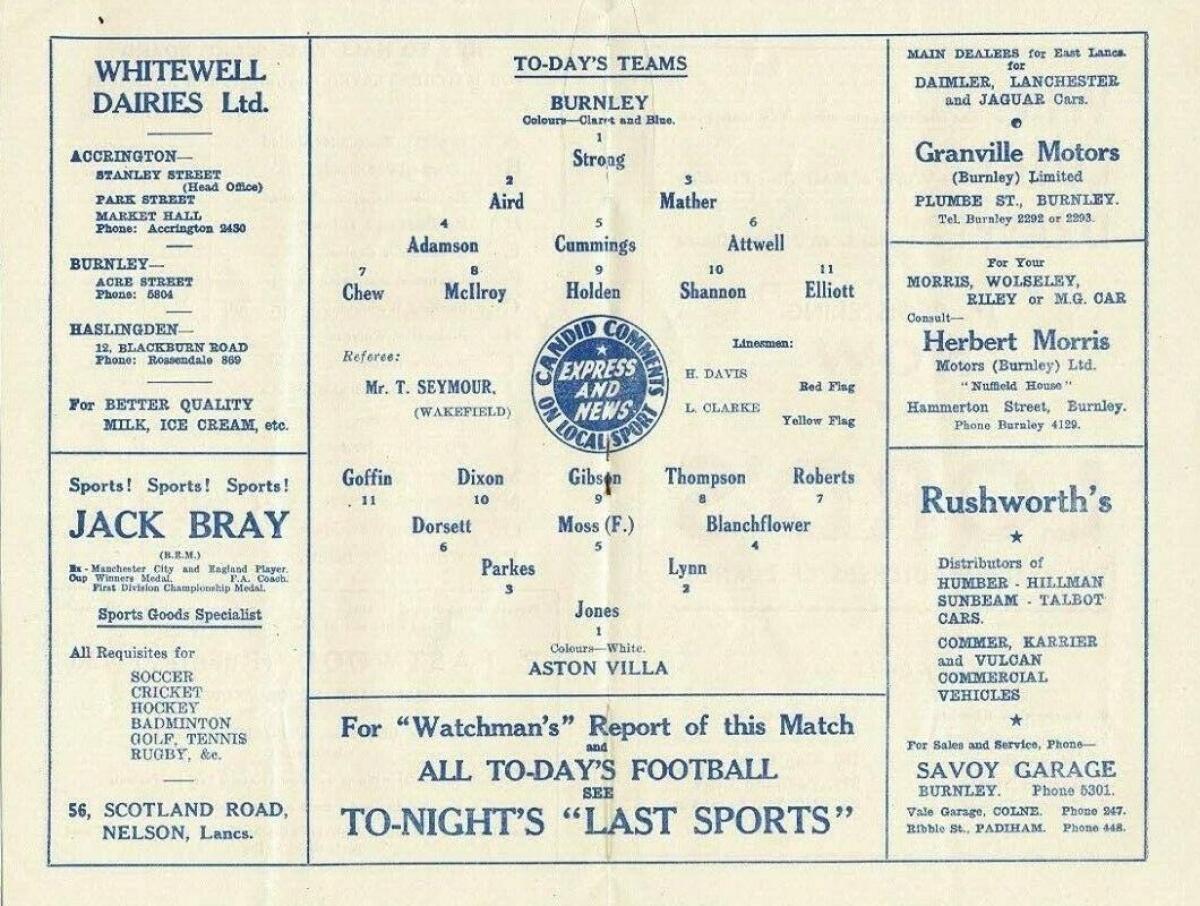 WHITEWELL
DAIRIES Ltd.
ACCRINGTON—
STANLEY STREET
(Head Office)
PARK STREET
MARKET HALL
Phone: Accrington 2430
BURNLEY—
ACRE STREET
Phone: 5804
HASLINGDEN—
12, BLACKBURN ROAD
Phone: Rossendale 869
For BETTER QUALITY
MILK, ICE CREAM, etc.
Sports! Sports! Sports!
JACK BRAY
(B.E.M.)
Ex - Manchester City and England Player.
Cup Winners Medal. F.A. Coach.
First Division Championship Medal.
Sports Goods Specialist
All Requisites for
SOCCER
CRICKET
HOCKEY
BADMINTON
GOLF, TENNIS
RUGBY, &c.
56, SCOTLAND ROAD,
NELSON, Lancs.
TO-DAY'S TEAMS
BURNLEY
Colours—Claret and Blue.
1
Strong
2 3
Aird Mather
4 5 6
Adamson Cummings Attwell
7 8 9 10 11
Chew McIlroy Holden Shannon Elliott
Referee:
Mr. T. SEYMOUR.
(WAKEFIELD)
CANDID COMMENTS
EXPRESS
AND
NEWS
ON LOCAL SPORT
Linesmen:
H. DAVIS
Red Flag
L. CLARKE
Yellow Flag
Goffin Dixon Gibson Thompson Roberts
11 10 9 8 7
Dorsett Moss (F.) Blanchflower
6 5 4
Parkes Lynn
3 2
Jones
1
Colours—White.
ASTON VILLA
For "Watchman's" Report of this Match
and
ALL TO-DAY'S FOOTBALL
SEE
TO-NIGHT'S "LAST SPORTS"
MAIN DEALERS for East Lancs.
for
DAIMLER, LANCHESTER
and JAGUAR Cars.
Granville Motors
(Burnley) Limited
PLUMBE ST., BURNLEY.
Tel. Burnley 2292 or 2293.
For Your
MORRIS, WOLSELEY,
RILEY or M.G. CAR
Consult—
Herbert Morris
Motors (Burnley) Ltd.
"Nuffield House"
Hammerton Street, Burnley.
Phone Burnley 4129.
Rushworth's
Distributors of
HUMBER - HILLMAN
SUNBEAM - TALBOT
CARS.
COMMER, KARRIER
and VULCAN
COMMERCIAL
VEHICLES
For Sales and Service, Phone—
SAVOY GARAGE
BURNLEY. Phone 5301.
Vale Garage, COLNE. Phone 247.
Ribble St., PADIHAM. Phone 448.